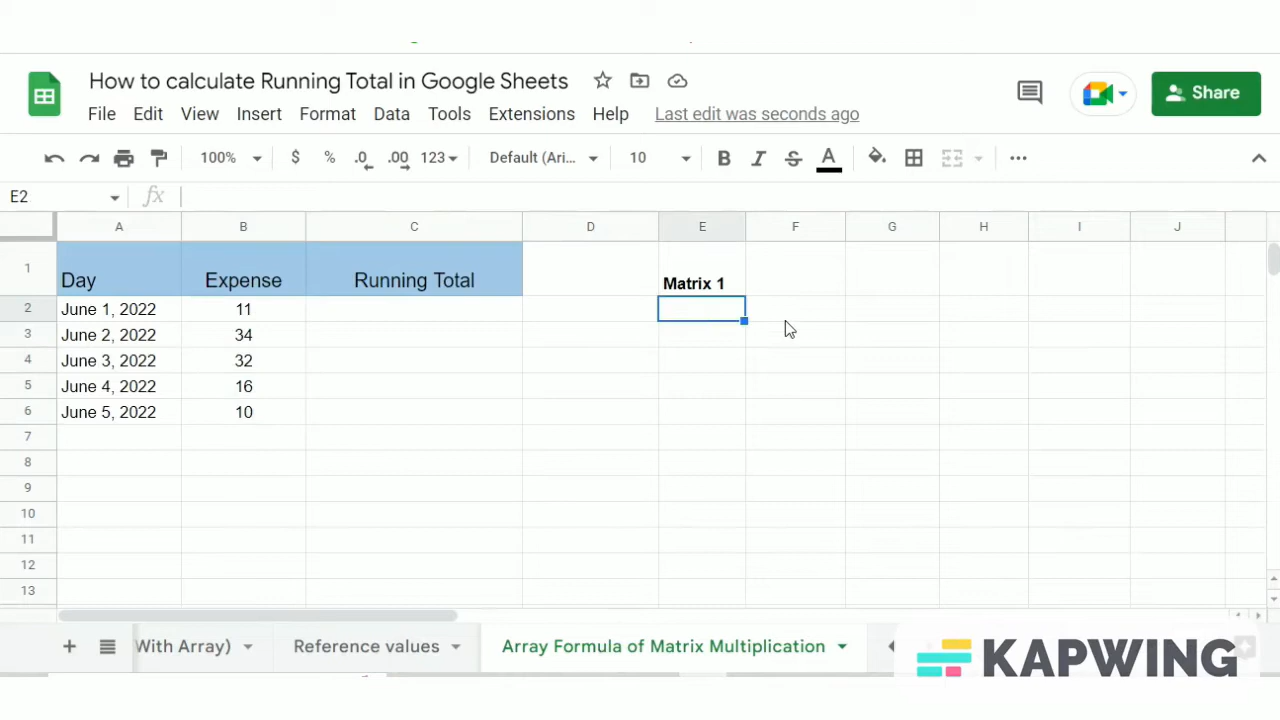 How to calculate Running Total in Google Sheets
Share
File Edit View Insert Format Data Tools Extensions Help Last edit was seconds ago
100% $ % .0 .00 123 Default (Ari... 10 B I S A ...
E2 fx
A B C D E F G H I J
1 Day Expense Running Total Matrix 1
2 June 1, 2022 11
3 June 2, 2022 34
4 June 3, 2022 32
5 June 4, 2022 16
6 June 5, 2022 10
7
8
9
10
11
12
13
+ With Array) Reference values Array Formula of Matrix Multiplication
KAPWING